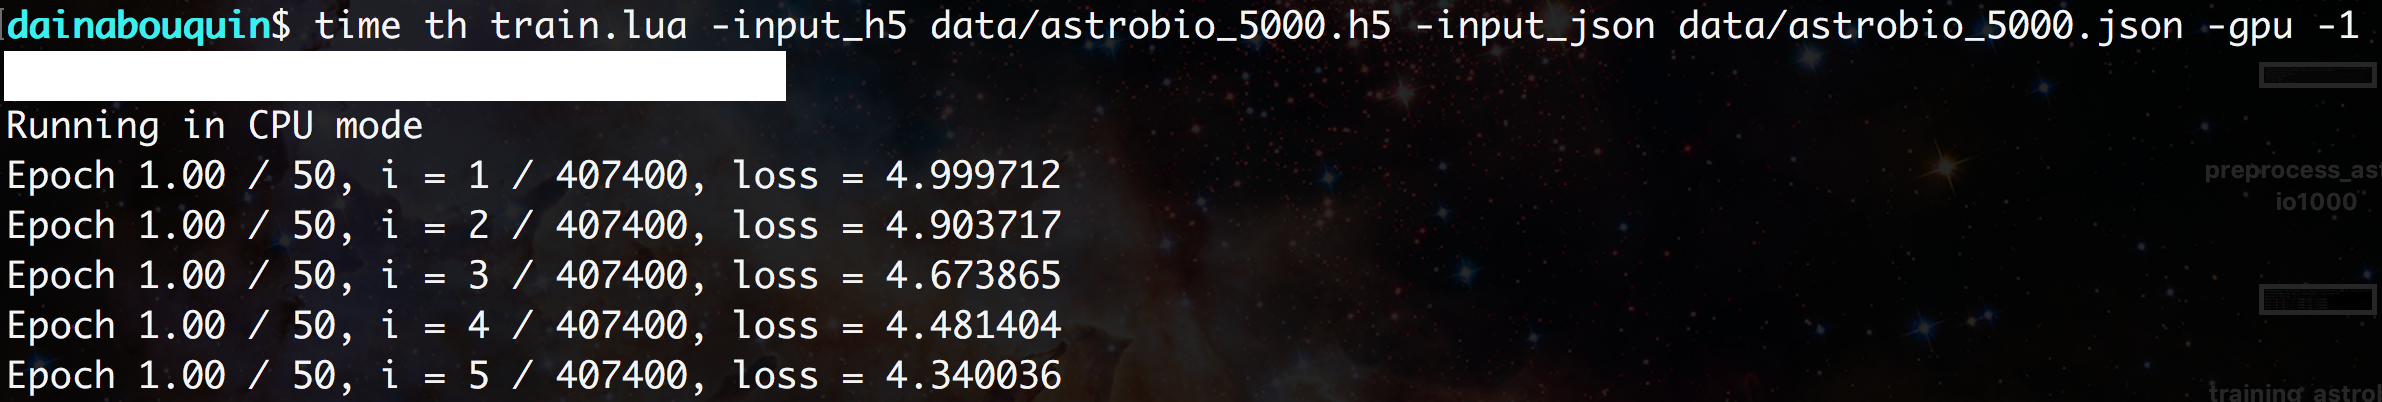 dainabouquin$ time th train.lua -input_h5 data/astrobio_5000.h5 -input_json data/astrobio_5000.json -gpu -1
Running in CPU mode
Epoch 1.00 / 50, i = 1 / 407400, loss = 4.999712
Epoch 1.00 / 50, i = 2 / 407400, loss = 4.903717
Epoch 1.00 / 50, i = 3 / 407400, loss = 4.673865
Epoch 1.00 / 50, i = 4 / 407400, loss = 4.481404
Epoch 1.00 / 50, i = 5 / 407400, loss = 4.340036
preprocess_ast
io1000
training_astrol